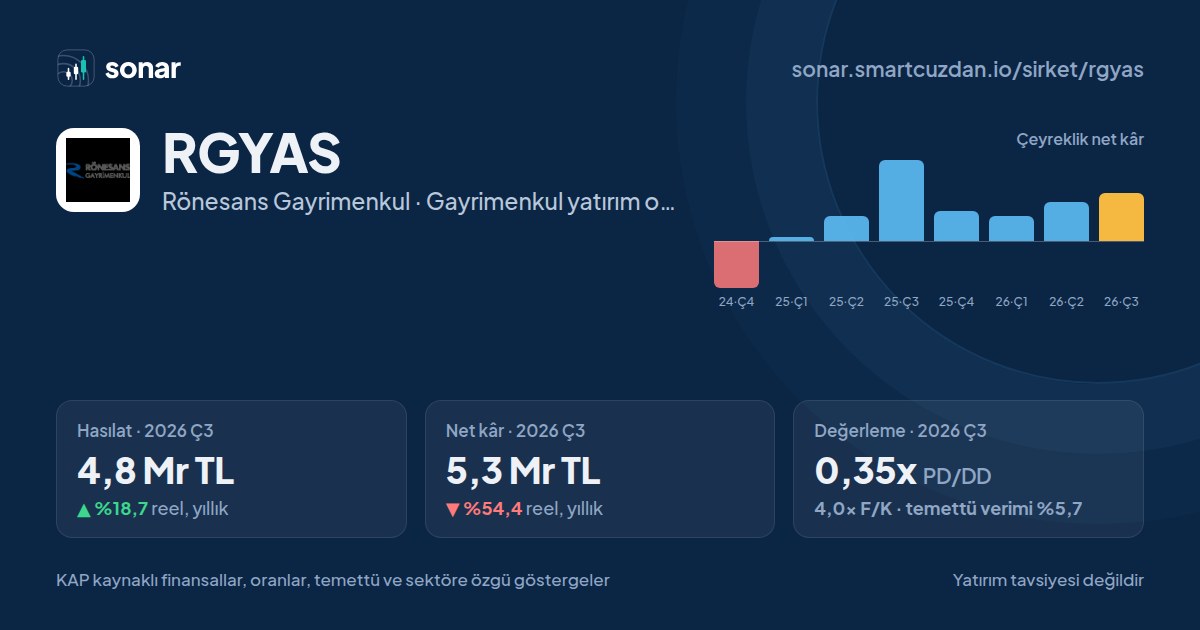 sonar
sonar.smartcuzdan.io/sirket/rgyas
RÖNESANS
GAYRİMENKUL
RGYAS
Rönesans Gayrimenkul · Gayrimenkul yatırım o…
Çeyreklik net kâr
24·Ç4 25·Ç1 25·Ç2 25·Ç3 25·Ç4 26·Ç1 26·Ç2 26·Ç3
Hasılat · 2026 Ç3
4,8 Mr TL
▲ %18,7 reel, yıllık
Net kâr · 2026 Ç3
5,3 Mr TL
▼ %54,4 reel, yıllık
Değerleme · 2026 Ç3
0,35x PD/DD
4,0× F/K · temettü verimi %5,7
KAP kaynaklı finansallar, oranlar, temettü ve sektöre özgü göstergeler
Yatırım tavsiyesi değildir